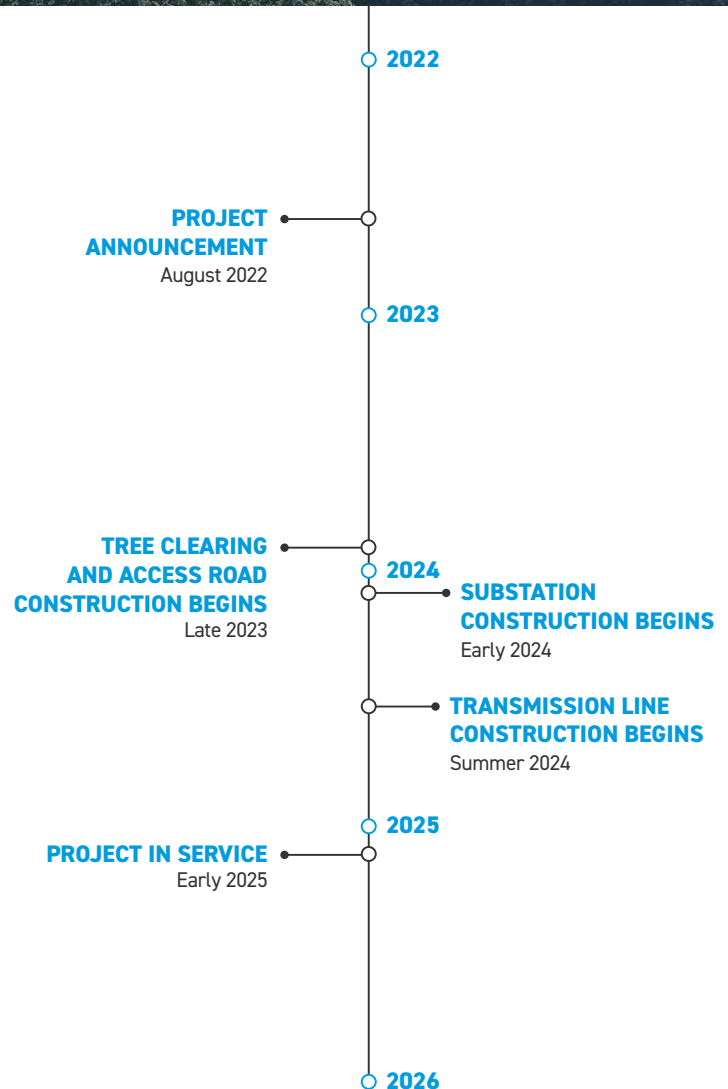 2022
PROJECT
ANNOUNCEMENT
August 2022
2023
TREE CLEARING
AND ACCESS ROAD
CONSTRUCTION BEGINS
Late 2023
2024
SUBSTATION
CONSTRUCTION BEGINS
Early 2024
TRANSMISSION LINE
CONSTRUCTION BEGINS
Summer 2024
2025
PROJECT IN SERVICE
Early 2025
2026